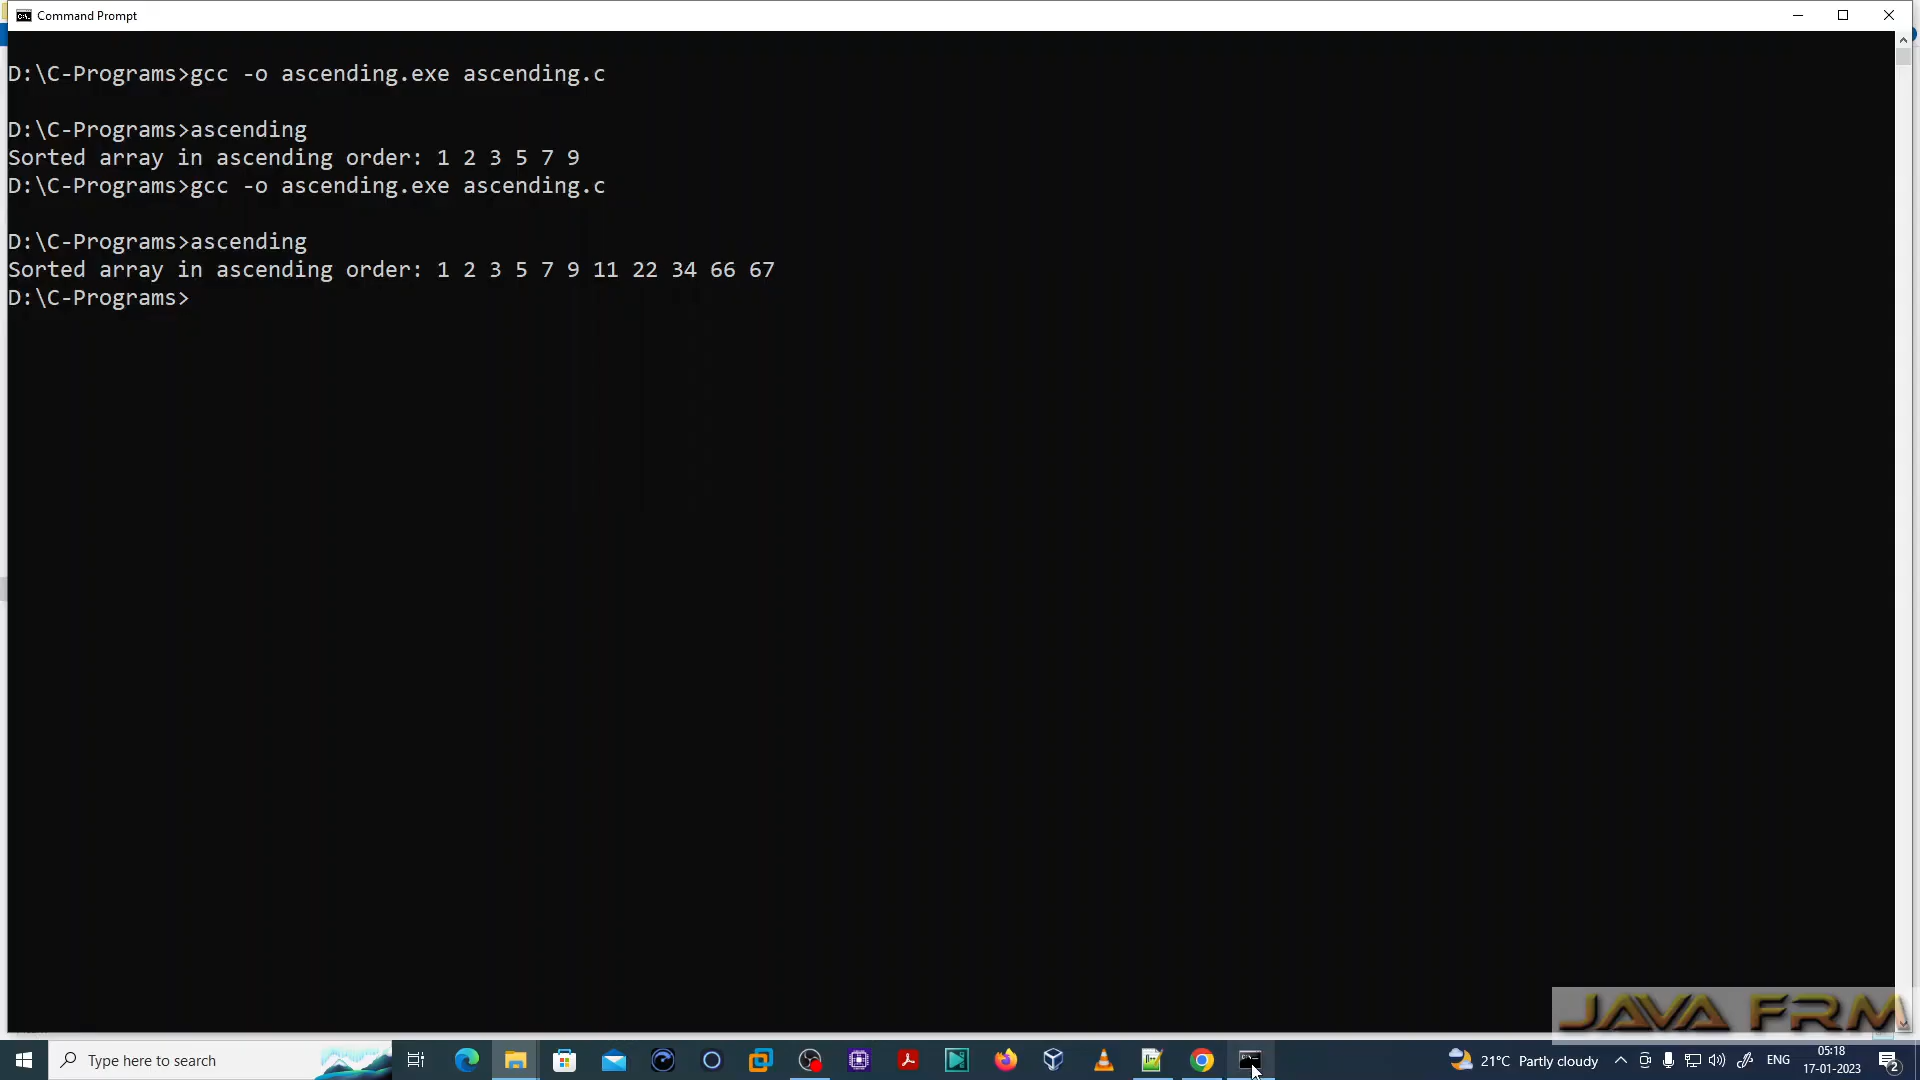 Command Prompt
D:\C-Programs>gcc -o ascending.exe ascending.c
D:\C-Programs>ascending
Sorted array in ascending order: 1 2 3 5 7 9
D:\C-Programs>gcc -o ascending.exe ascending.c
D:\C-Programs>ascending
Sorted array in ascending order: 1 2 3 5 7 9 11 22 34 66 67
D:\C-Programs>
JAVA FRM
Type here to search
21°C Partly cloudy
ENG
05:18
17-01-2023
2